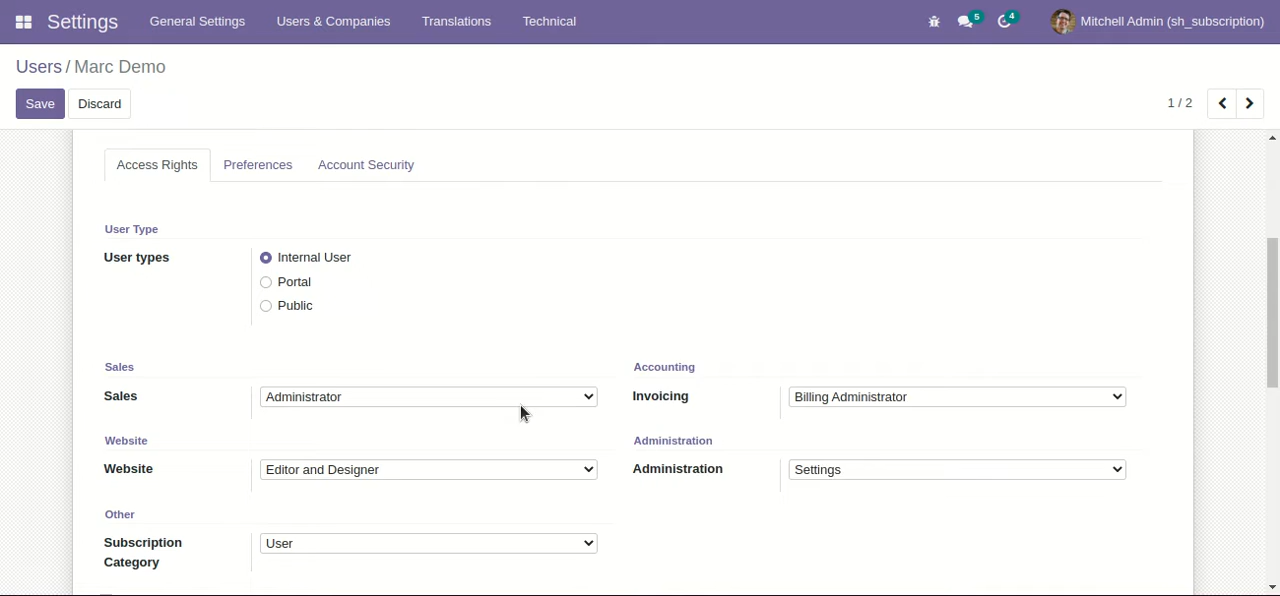 Settings General Settings Users & Companies Translations Technical 5 4 Mitchell Admin (sh_subscription)
Users / Marc Demo
Save Discard 1 / 2
Access Rights Preferences Account Security
User Type
User types Internal User
Portal
Public
Sales Accounting
Sales Administrator Invoicing Billing Administrator
Website Administration
Website Editor and Designer Administration Settings
Other
Subscription Category User